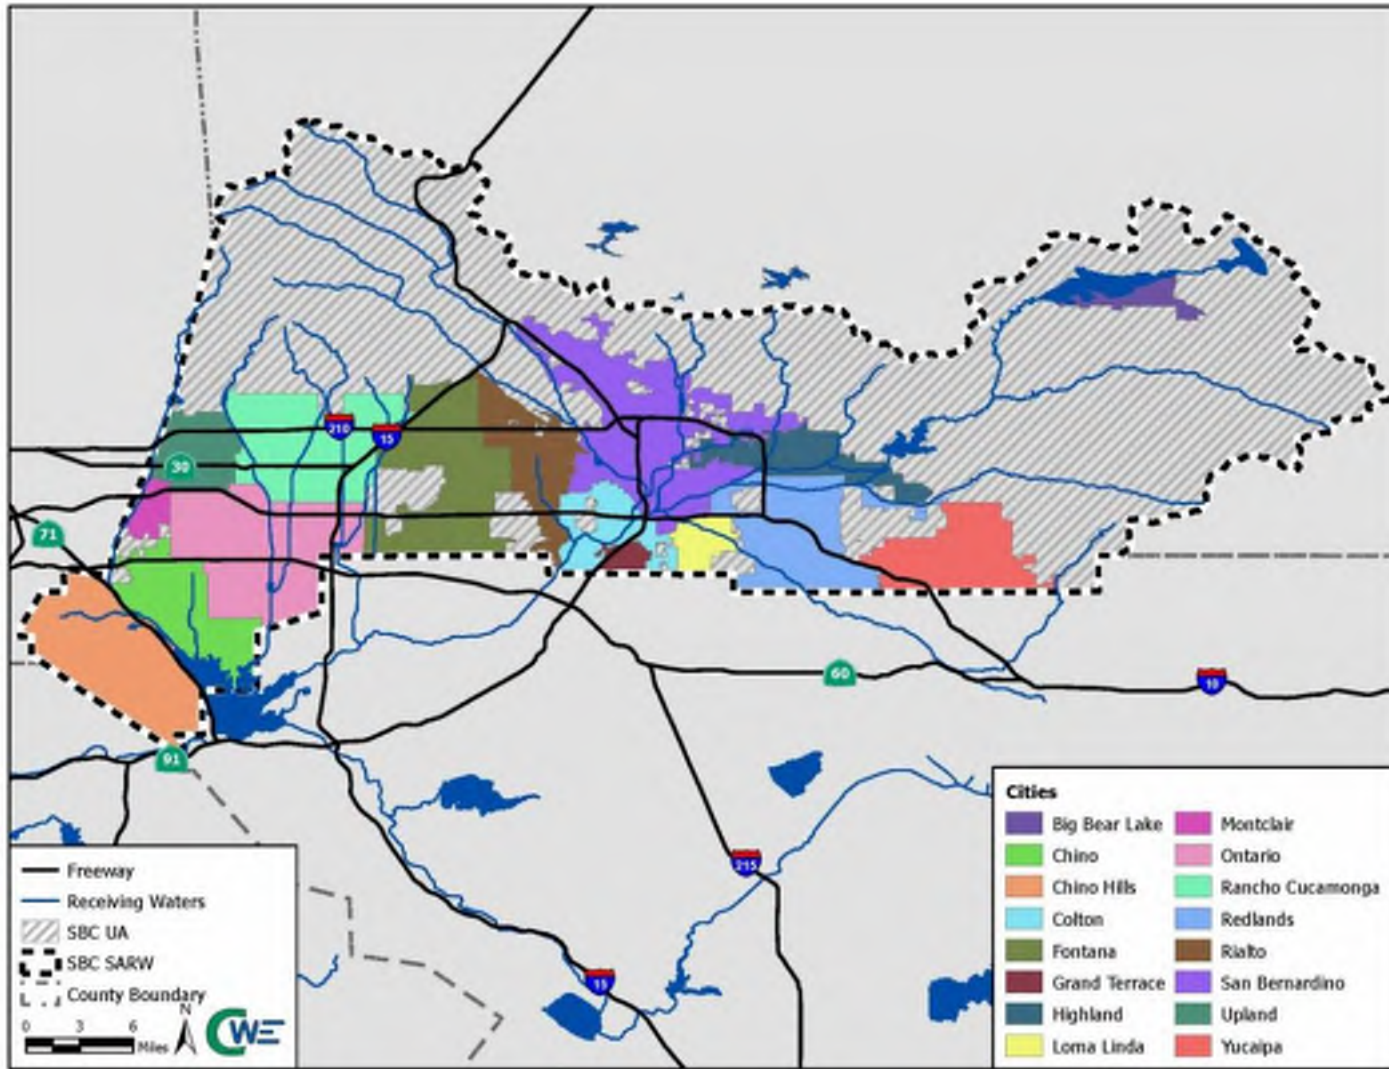 210
15
30
71
60
10
91
215
15
Freeway
Receiving Waters
SBC UA
SBC SARW
County Boundary
N
0 3 6
Miles
CWE
Cities
Big Bear Lake
Chino
Chino Hills
Colton
Fontana
Grand Terrace
Highland
Loma Linda
Montclair
Ontario
Rancho Cucamonga
Redlands
Rialto
San Bernardino
Upland
Yucaipa